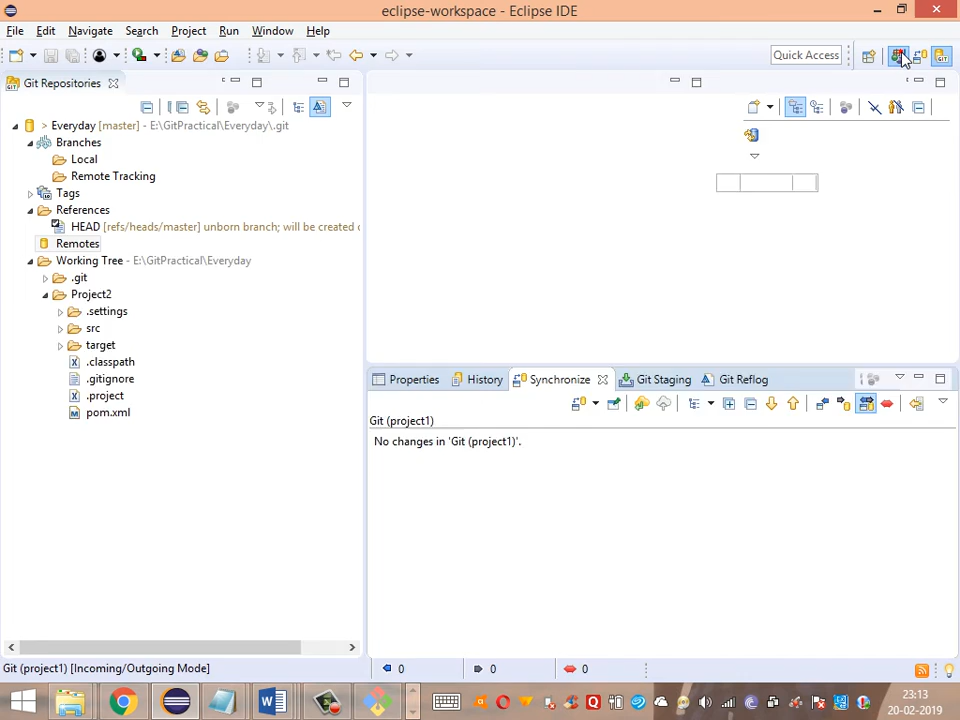 eclipse-workspace - Eclipse IDE
File Edit Navigate Search Project Run Window Help
Quick Access
GIT
Git Repositories
Everyday [master] - E:\GitPractical\Everyday\.git
Branches
Local
Remote Tracking
Tags
References
HEAD [refs/heads/master] unborn branch; will be created
Remotes
Working Tree - E:\GitPractical\Everyday
.git
Project2
.settings
src
target
.classpath
.gitignore
.project
pom.xml
Properties History Synchronize Git Staging Git Reflog
Git (project1)
No changes in 'Git (project1)'.
Git (project1) [Incoming/Outgoing Mode] 0 0 0
23:13
20-02-2019